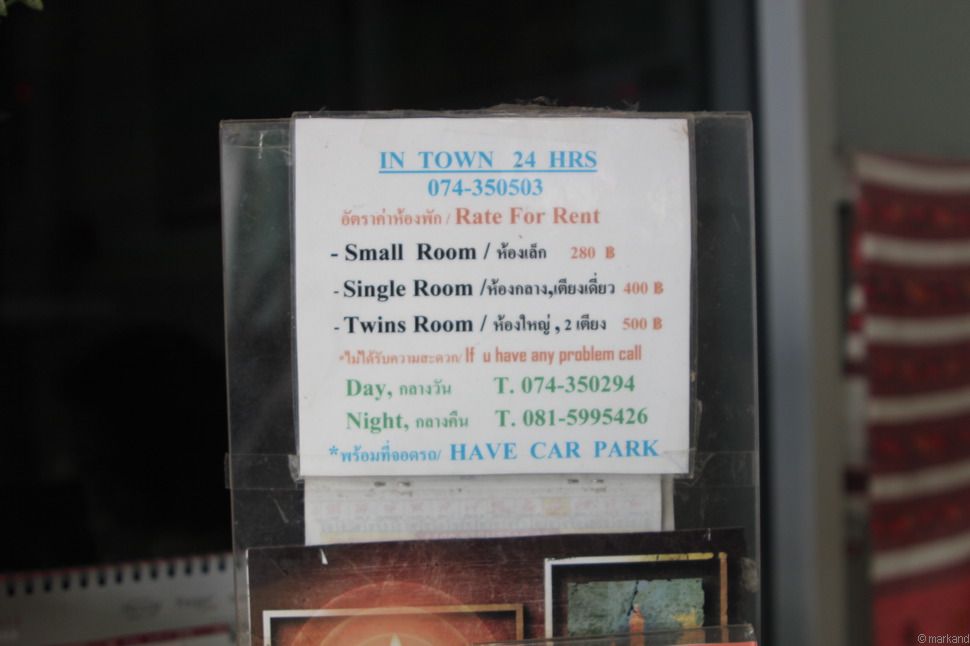 IN TOWN 24 HRS
074-350503
อัตราค่าห้องพัก / Rate For Rent
- Small Room / ห้องเล็ก 280 ฿
- Single Room /ห้องกลาง,เตียงเดี่ยว 400 ฿
- Twins Room / ห้องใหญ่ , 2 เตียง 500 ฿
*ไม่ได้รับความสะดวก/ If u have any problem call
Day, กลางวัน T. 074-350294
Night, กลางคืน T. 081-5995426
*พร้อมที่จอดรถ/ HAVE CAR PARK
© markand